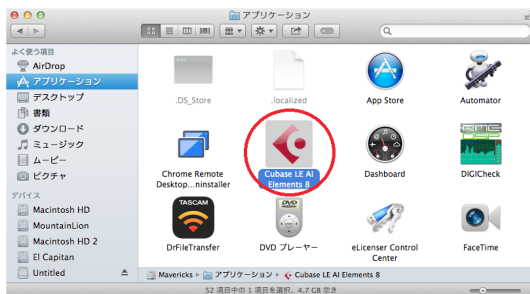 アプリケーション
よく使う項目
AirDrop
アプリケーション
デスクトップ
書類
ダウンロード
ミュージック
ムービー
ピクチャ
デバイス
Macintosh HD
MountainLion
Macintosh HD 2
El Capitan
Untitled
.DS_Store
.localized
App Store
Automator
Chrome Remote
Desktop...ninstaller
Cubase LE AI
Elements 8
Dashboard
DIGICheck
TASCAM
DrFileTransfer
DVD
DVD プレーヤー
eLicenser Control
Center
FaceTime
Mavericks ▸ アプリケーション ▸ Cubase LE AI Elements 8
52 項目中の 1 項目を選択、4.7 GB 空き